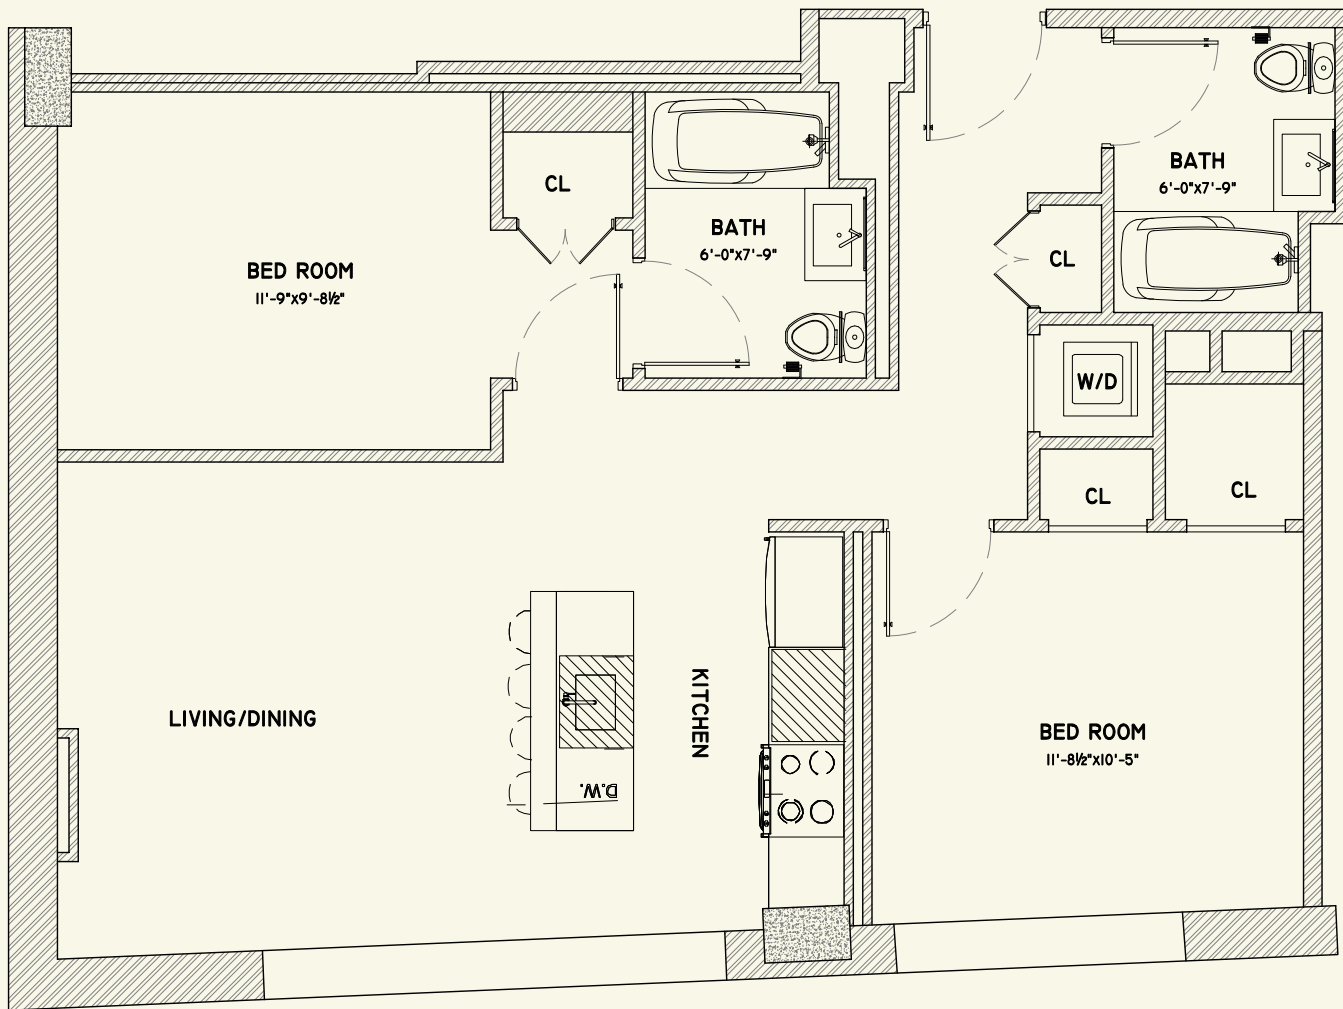 BATH
6'-0"x7'-9"
CL
BATH
6'-0"x7'-9"
CL
BED ROOM
11'-9"x9'-8½"
W/D
CL
CL
KITCHEN
LIVING/DINING
BED ROOM
11'-8½"x10'-5"
D.W.